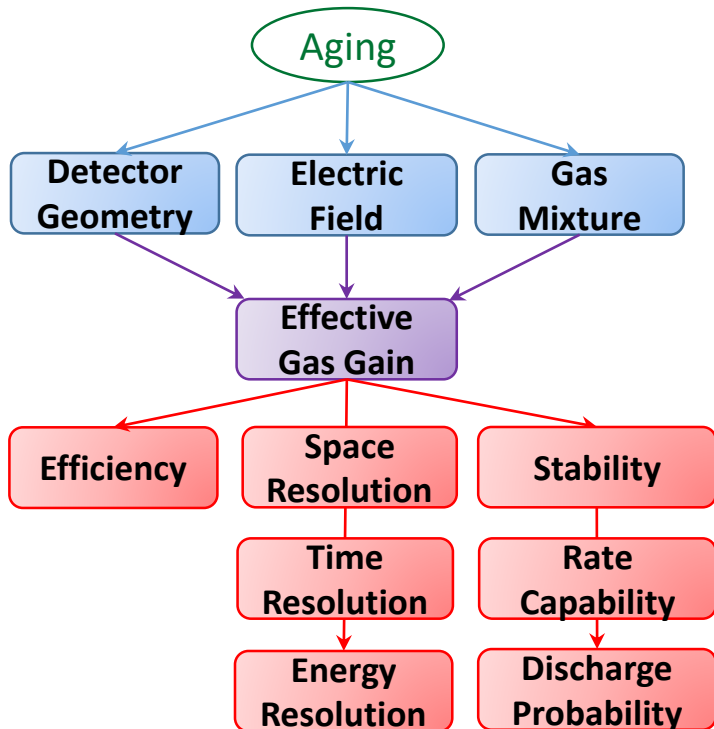 Aging
Detector
Geometry
Electric
Field
Gas
Mixture
Effective
Gas Gain
Efficiency
Space
Resolution
Stability
Time
Resolution
Rate
Capability
Energy
Resolution
Discharge
Probability